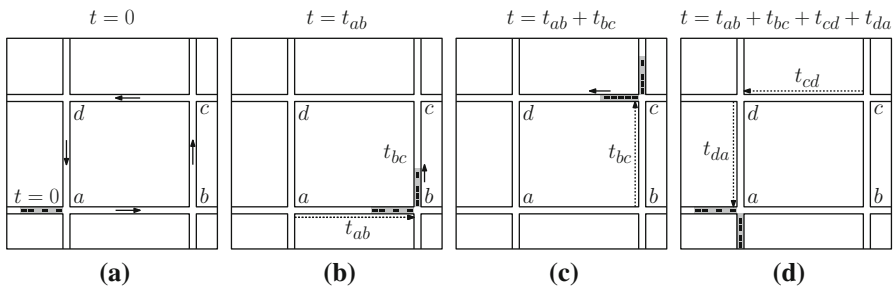 t = 0
t = t_{ab}
t = t_{ab} + t_{bc}
t = t_{ab} + t_{bc} + t_{cd} + t_{da}
d
c
t = 0
a
b
d
c
t_{bc}
a
b
t_{ab}
d
c
t_{bc}
a
b
t_{cd}
d
c
t_{da}
a
b
(a)
(b)
(c)
(d)